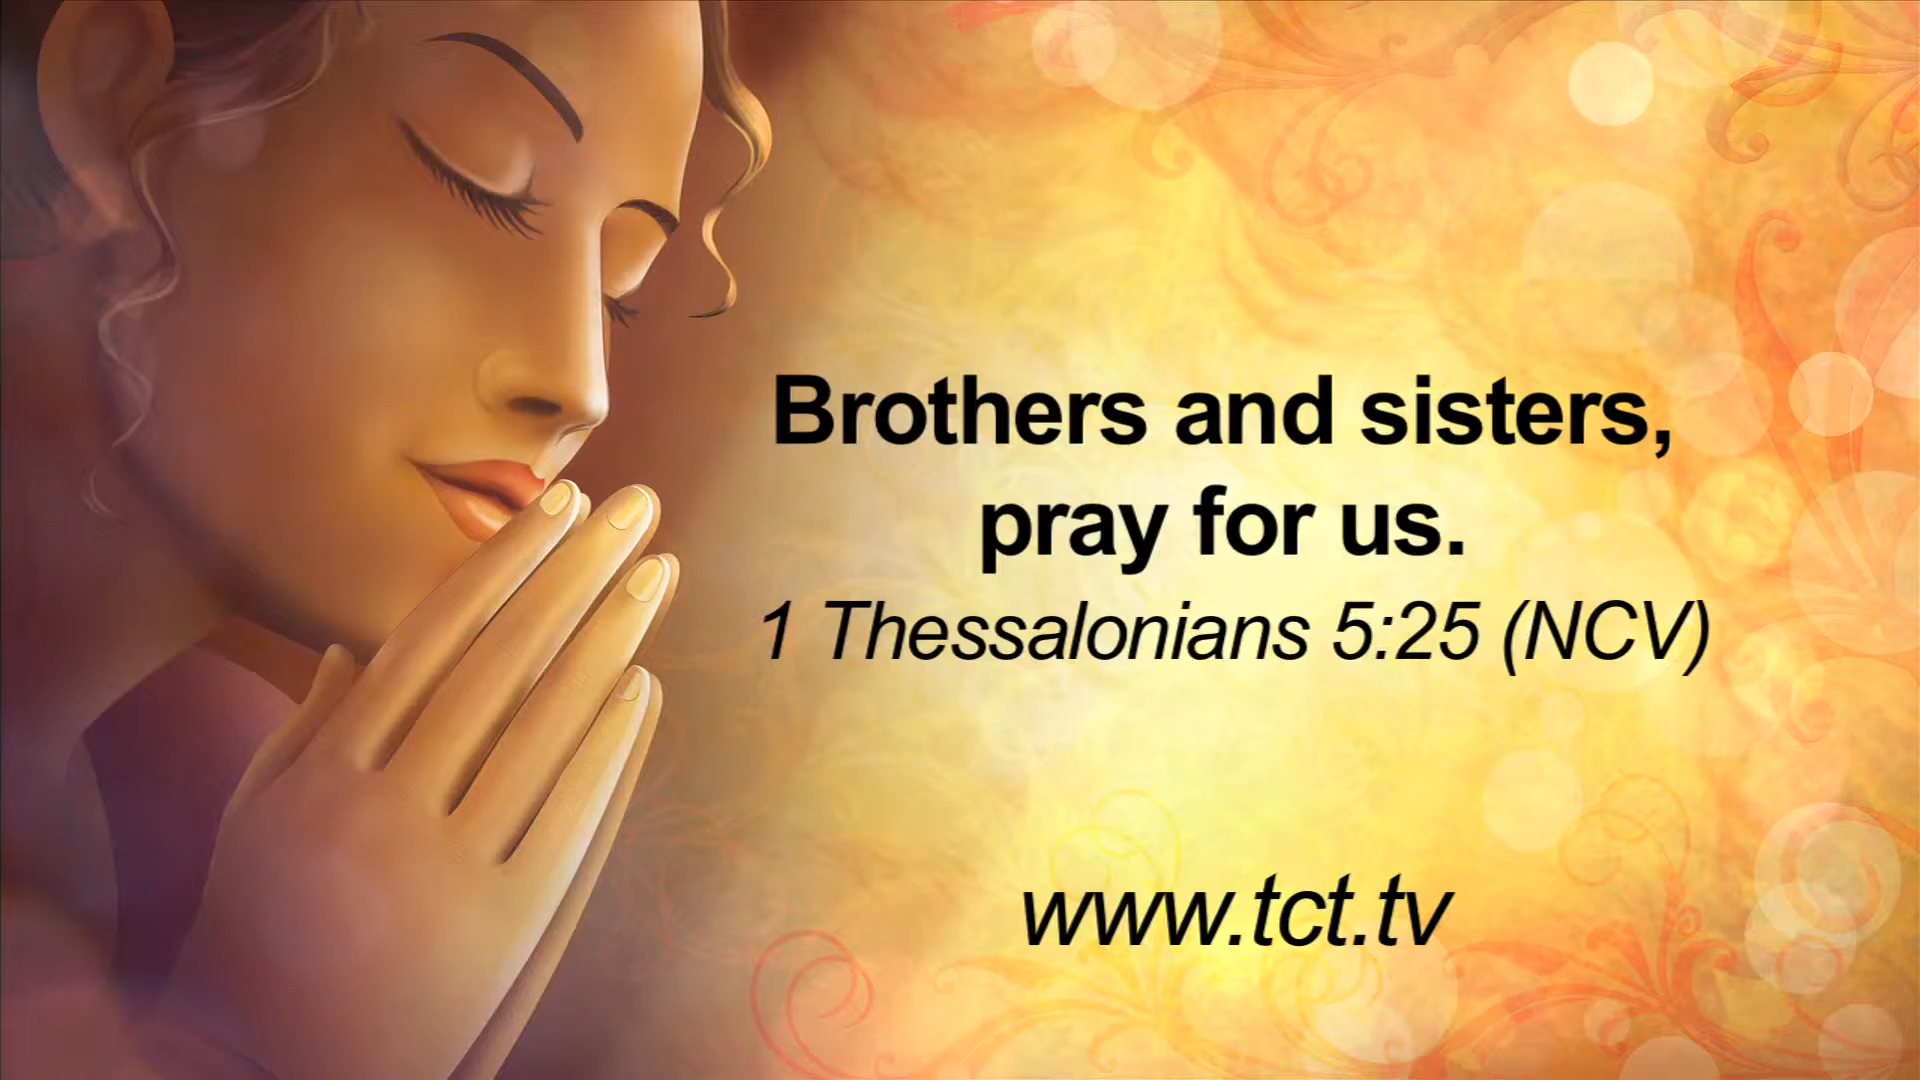 Brothers and sisters,
pray for us.
1 Thessalonians 5:25 (NCV)
www.tct.tv